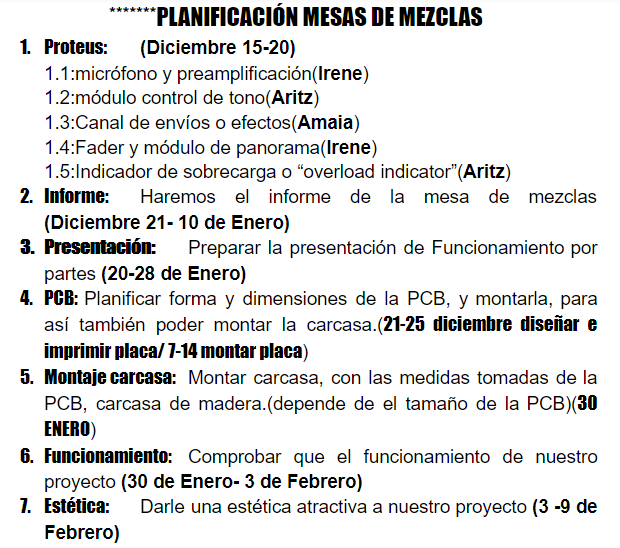 *******PLANIFICACIÓN MESAS DE MEZCLAS
1. Proteus: (Diciembre 15-20)
1.1:micrófono y preamplificación(Irene)
1.2:módulo control de tono(Aritz)
1.3:Canal de envíos o efectos(Amaia)
1.4:Fader y módulo de panorama(Irene)
1.5:Indicador de sobrecarga o “overload indicator”(Aritz)
2. Informe: Haremos el informe de la mesa de mezclas
(Diciembre 21- 10 de Enero)
3. Presentación: Preparar la presentación de Funcionamiento por
partes (20-28 de Enero)
4. PCB: Planificar forma y dimensiones de la PCB, y montarla, para
así también poder montar la carcasa.(21-25 diciembre diseñar e
imprimir placa/ 7-14 montar placa)
5. Montaje carcasa: Montar carcasa, con las medidas tomadas de la
PCB, carcasa de madera.(depende de el tamaño de la PCB)(30
ENERO)
6. Funcionamiento: Comprobar que el funcionamiento de nuestro
proyecto (30 de Enero- 3 de Febrero)
7. Estética: Darle una estética atractiva a nuestro proyecto (3 -9 de
Febrero)